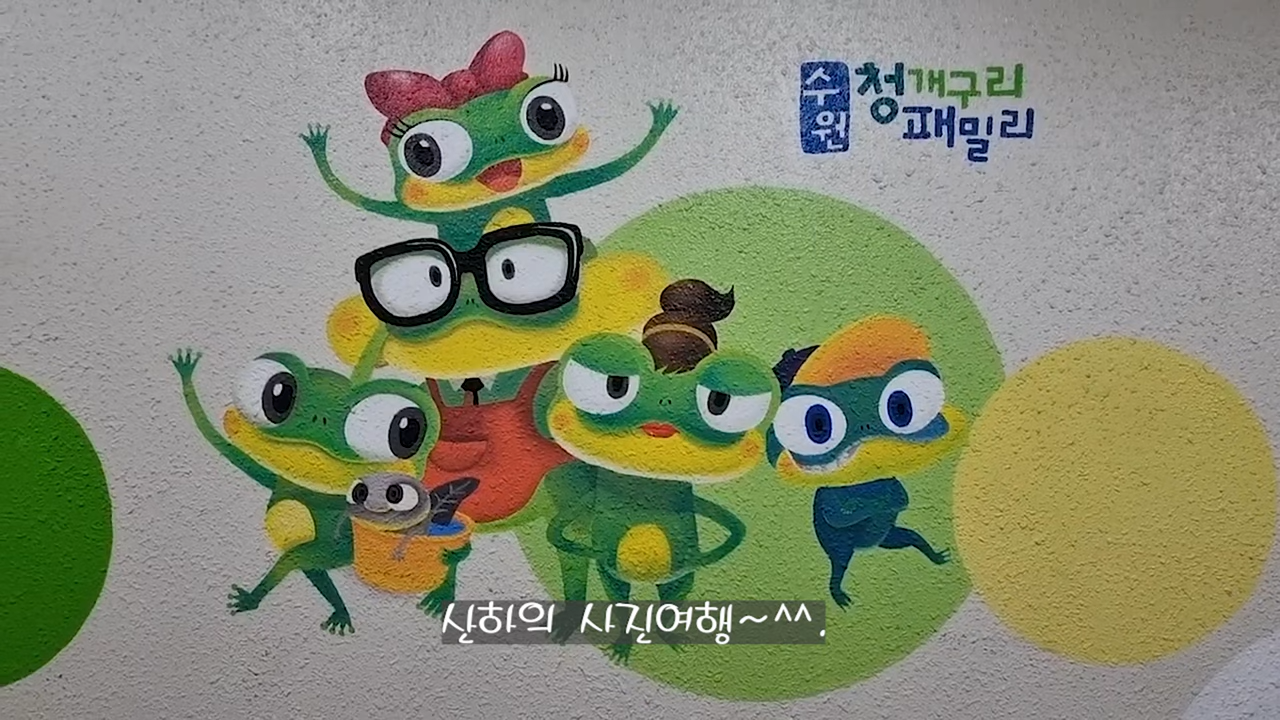 수원 청개구리
패밀리
산하의 사진여행~^^.